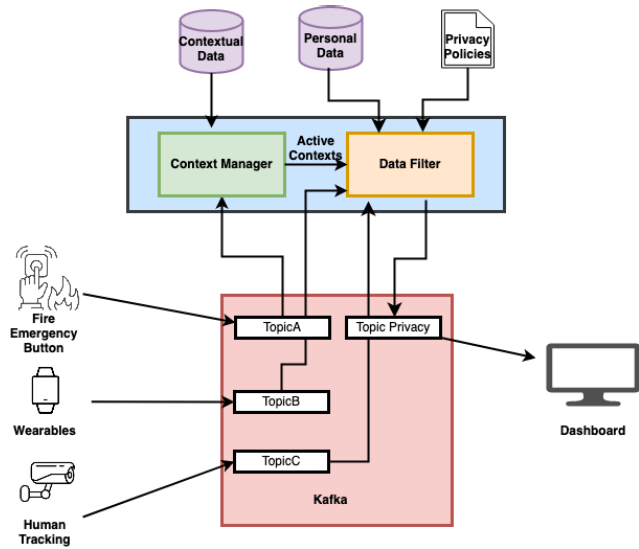 Contextual
Data
Personal
Data
Privacy
Policies
Context Manager
Active
Contexts
Data Filter
Fire
Emergency
Button
TopicA
Topic Privacy
TopicB
Wearables
Dashboard
TopicC
Kafka
Human
Tracking